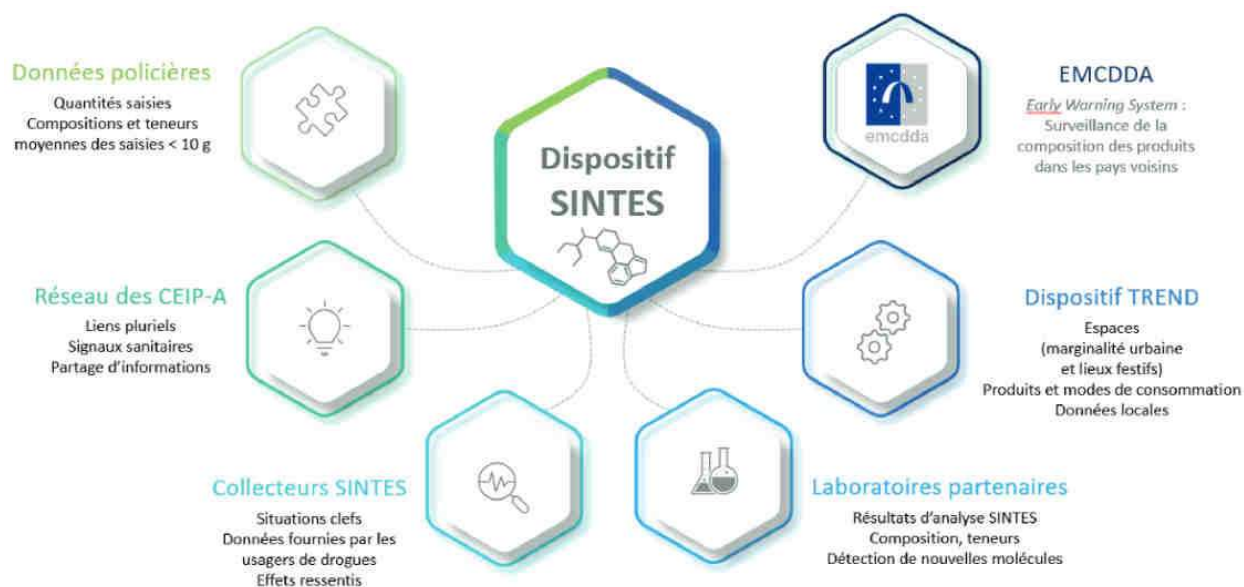 Données policières
Quantités saisies
Compositions et teneurs
moyennes des saisies < 10 g
Dispositif
SINTES
emcdda
EMCDDA
Early Warning System :
Surveillance de la
composition des produits
dans les pays voisins
Réseau des CEIP-A
Liens pluriels
Signaux sanitaires
Partage d'informations
Dispositif TREND
Espaces
(marginalité urbaine
et lieux festifs)
Produits et modes de consommation
Données locales
Collecteurs SINTES
Situations clefs
Données fournies par les
usagers de drogues
Effets ressentis
Laboratoires partenaires
Résultats d'analyse SINTES
Composition, teneurs
Détection de nouvelles molécules